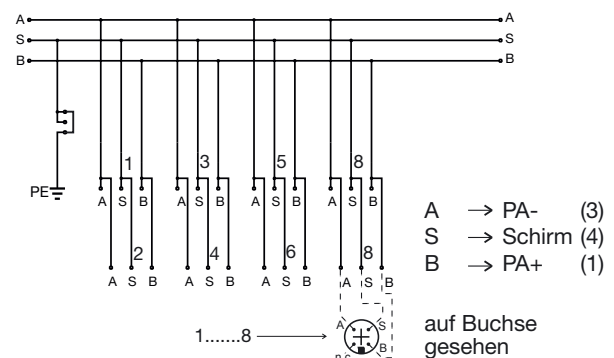 A A
S S
B B
1 3 5 8
PE
A S B A S B A S B A S B
2 4 6 8
A S B A S B A S B A S B
A → PA- (3)
S → Schirm (4)
B → PA+ (1)
A S
B
1.......8
auf Buchse
gesehen